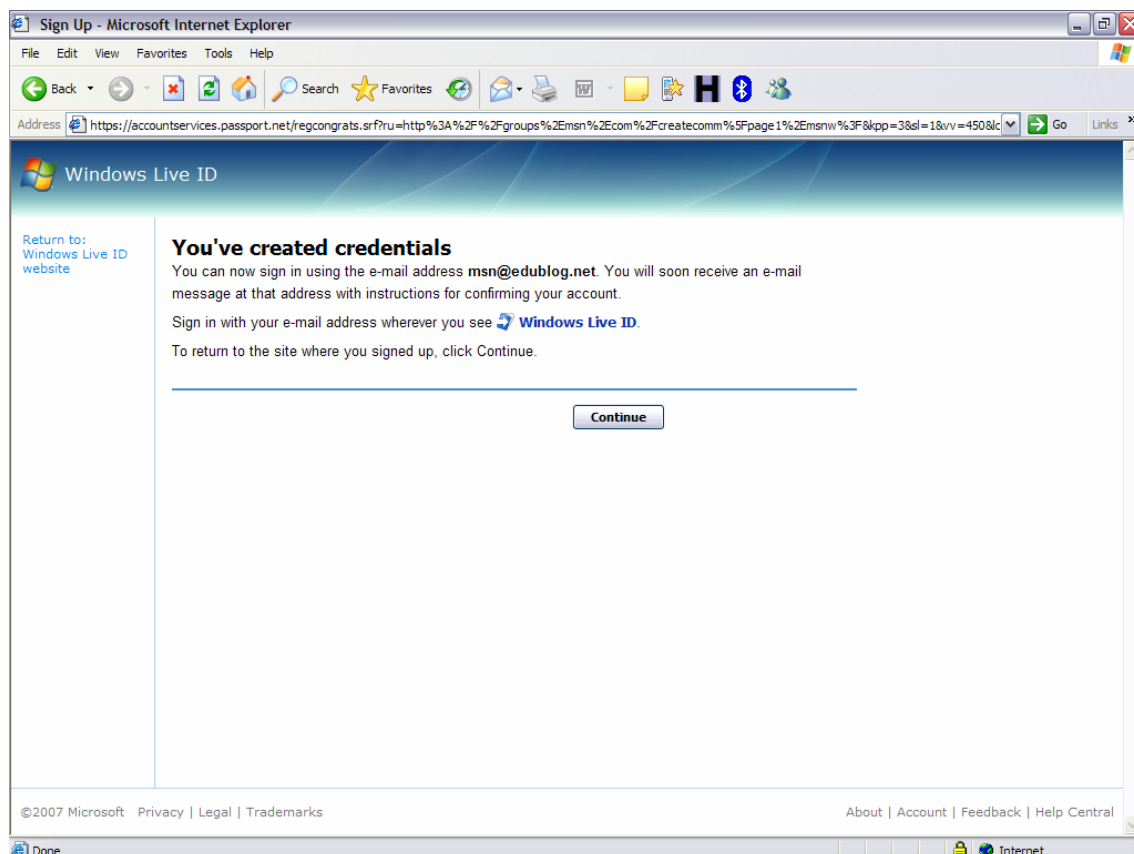 Sign Up - Microsoft Internet Explorer
File Edit View Favorites Tools Help
Back Search Favorites
Address https://accountservices.passport.net/regcongrats.srf?ru=http%3A%2F%2Fgroups%2Emsn%2Ecom%2Fcreatecomm%5Fpage1%2Emsnw%3F&kpp=3&sl=1&vv=450&lc Go Links »
Windows Live ID
Return to:
Windows Live ID
website
You've created credentials
You can now sign in using the e-mail address msn@edublog.net. You will soon receive an e-mail
message at that address with instructions for confirming your account.
Sign in with your e-mail address wherever you see Windows Live ID.
To return to the site where you signed up, click Continue.
Continue
©2007 Microsoft Privacy | Legal | Trademarks About | Account | Feedback | Help Central
Done Internet